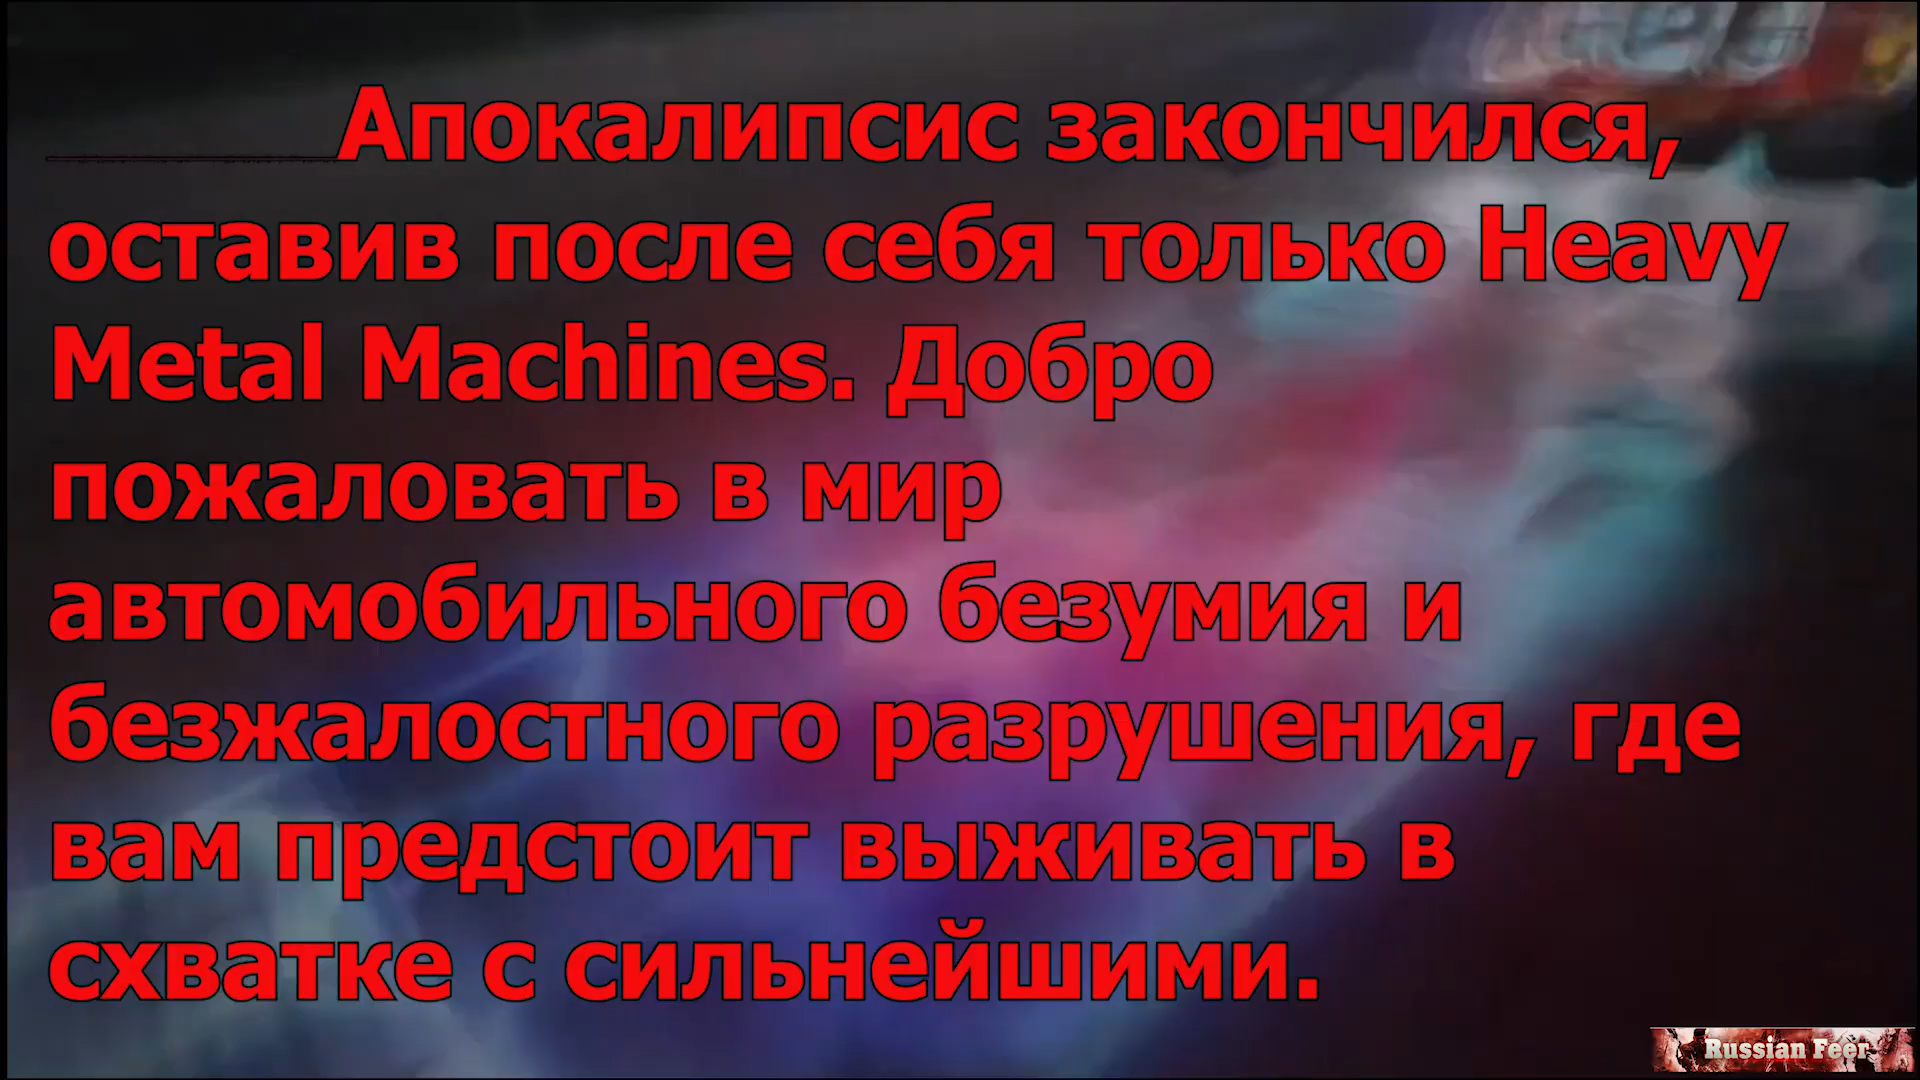 Апокалипсис закончился,
оставив после себя только Heavy
Metal Machines. Добро
пожаловать в мир
автомобильного безумия и
безжалостного разрушения, где
вам предстоит выживать в
схватке с сильнейшими.
Russian Feer